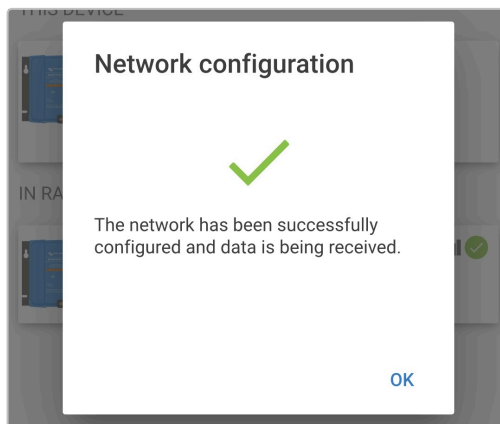 THIS DEVICE
Network configuration
IN RA
The network has been successfully
configured and data is being received.
OK